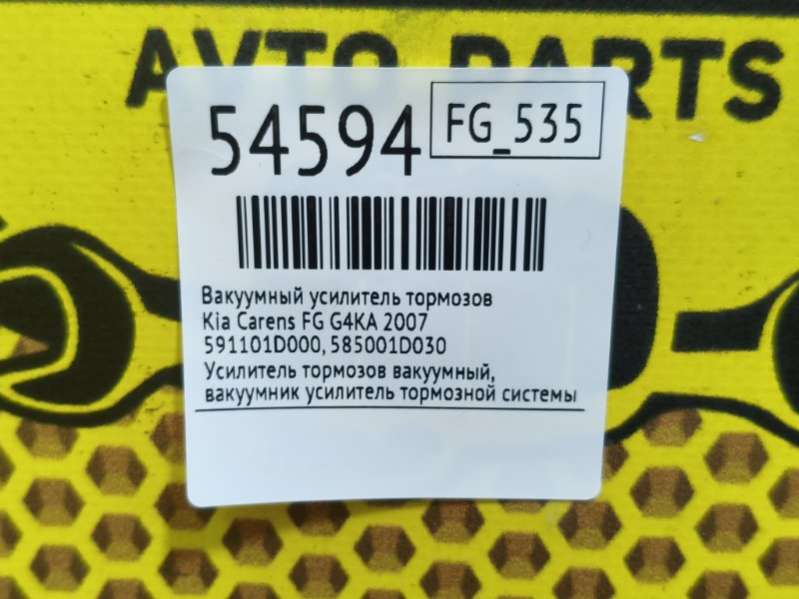 AVTO PARTS
54594
FG_535
Вакуумный усилитель тормозов
Kia Carens FG G4KA 2007
591101D000, 585001D030
Усилитель тормозов вакуумный,
вакуумник усилитель тормозной системы